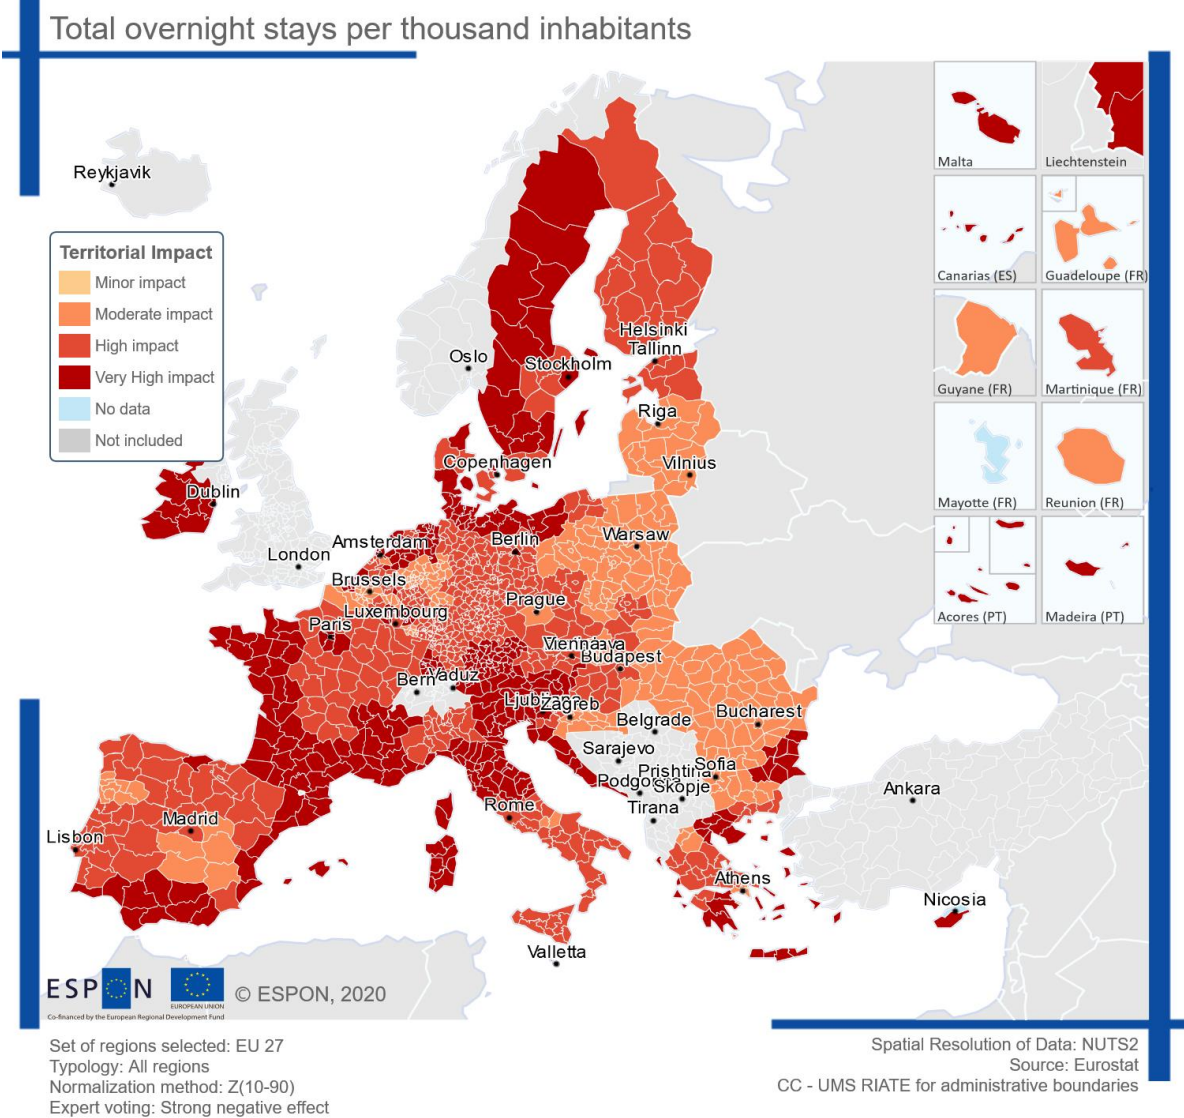 Total overnight stays per thousand inhabitants
Reykjavik
Territorial Impact
Minor impact
Moderate impact
High impact
Very High impact
No data
Not included
Malta
Liechtenstein
Canarias (ES)
Guadeloupe (FR)
Guyane (FR)
Martinique (FR)
Mayotte (FR)
Reunion (FR)
Acores (PT)
Madeira (PT)
Oslo
Helsinki
Tallinn
Stockholm
Riga
Copenhagen
Vilnius
Dublin
Amsterdam
Berlin
Warsaw
London
Brussels
Prague
Luxembourg
Paris
Vienna
Budapest
Bern
Vaduz
Zagreb
Belgrade
Bucharest
Sarajevo
Prishtina
Sofia
Skopje
Tirana
Ankara
Rome
Madrid
Lisbon
Athens
Nicosia
Valletta
ESPON
EUROPEAN UNION
Co-financed by the European Regional Development Fund
© ESPON, 2020
Set of regions selected: EU 27
Typology: All regions
Normalization method: Z(10-90)
Expert voting: Strong negative effect
Spatial Resolution of Data: NUTS2
Source: Eurostat
CC - UMS RIATE for administrative boundaries